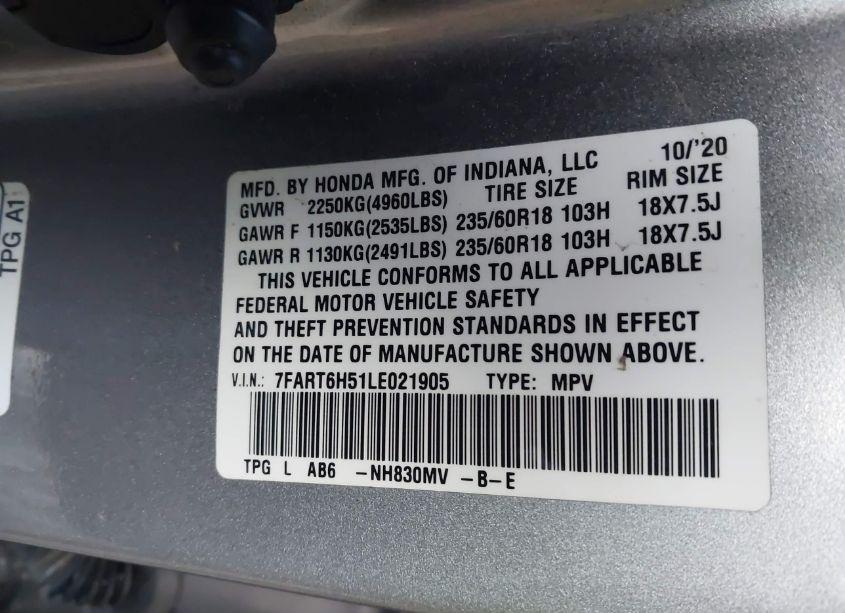 MFD. BY HONDA MFG. OF INDIANA, LLC 10/'20
GVWR 2250KG(4960LBS) TIRE SIZE RIM SIZE
GAWR F 1150KG(2535LBS) 235/60R18 103H 18X7.5J
GAWR R 1130KG(2491LBS) 235/60R18 103H 18X7.5J
THIS VEHICLE CONFORMS TO ALL APPLICABLE
FEDERAL MOTOR VEHICLE SAFETY
AND THEFT PREVENTION STANDARDS IN EFFECT
ON THE DATE OF MANUFACTURE SHOWN ABOVE.
V.I.N.: 7FART6H51LE021905 TYPE: MPV
TPG L AB6 -NH830MV -B-E
TPG A1